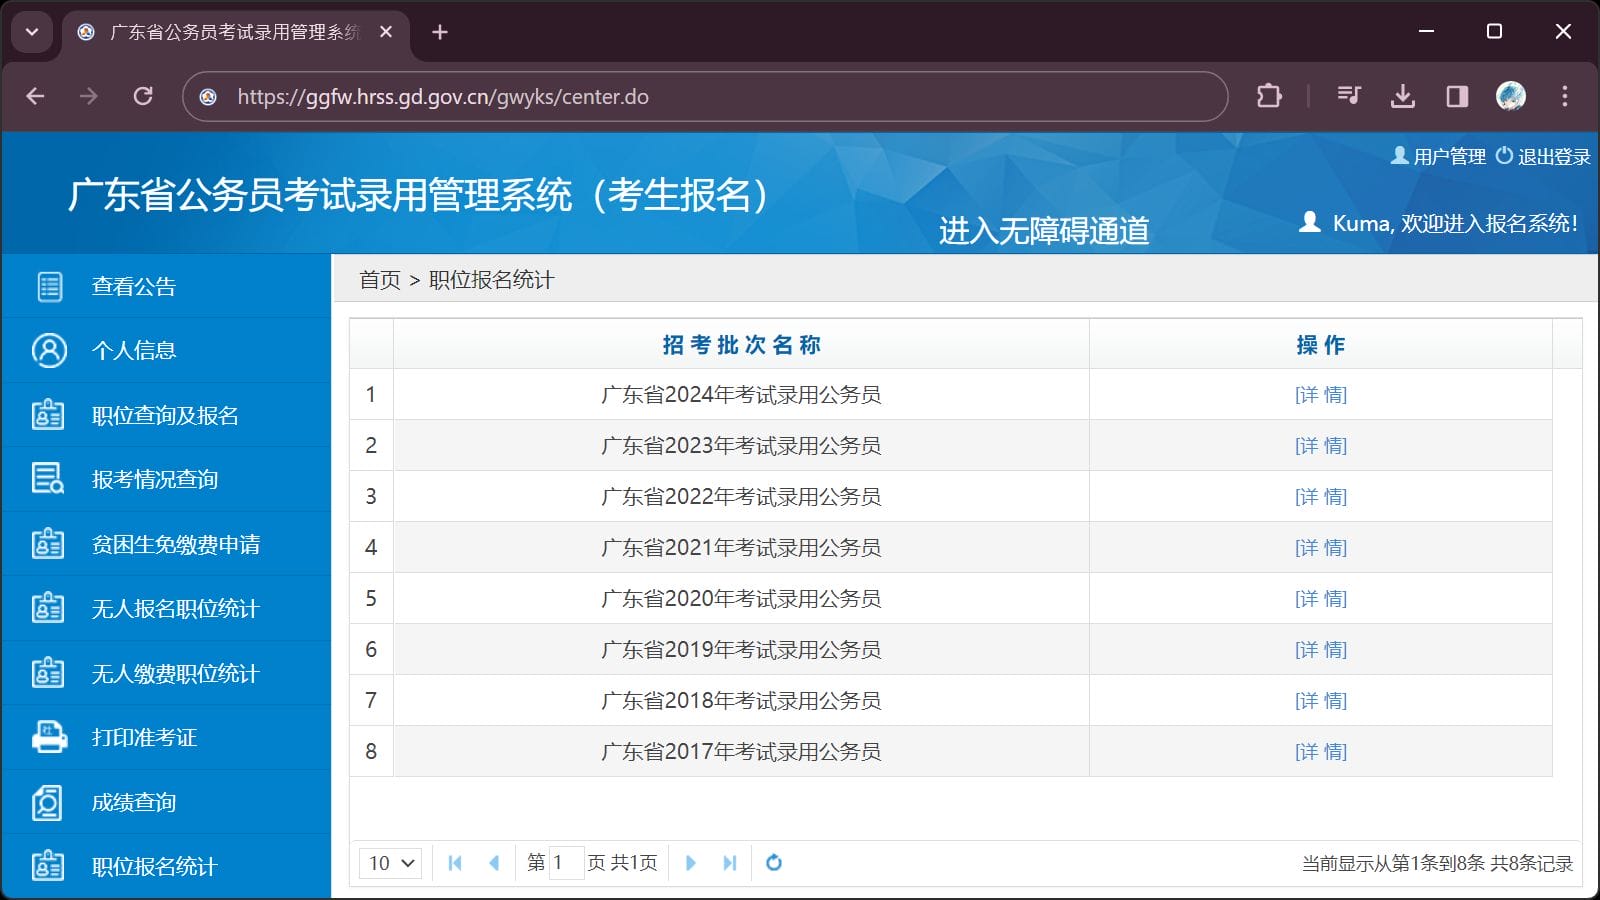 广东省公务员考试录用管理系统
https://ggfw.hrss.gd.gov.cn/gwyks/center.do
用户管理 退出登录
广东省公务员考试录用管理系统（考生报名）
进入无障碍通道
Kuma, 欢迎进入报名系统!
查看公告
个人信息
职位查询及报名
报考情况查询
贫困生免缴费申请
无人报名职位统计
无人缴费职位统计
打印准考证
成绩查询
职位报名统计
首页 > 职位报名统计
招考批次名称 操作
1 广东省2024年考试录用公务员 [详 情]
2 广东省2023年考试录用公务员 [详 情]
3 广东省2022年考试录用公务员 [详 情]
4 广东省2021年考试录用公务员 [详 情]
5 广东省2020年考试录用公务员 [详 情]
6 广东省2019年考试录用公务员 [详 情]
7 广东省2018年考试录用公务员 [详 情]
8 广东省2017年考试录用公务员 [详 情]
10 第 1 页 共1页 当前显示从第1条到8条 共8条记录